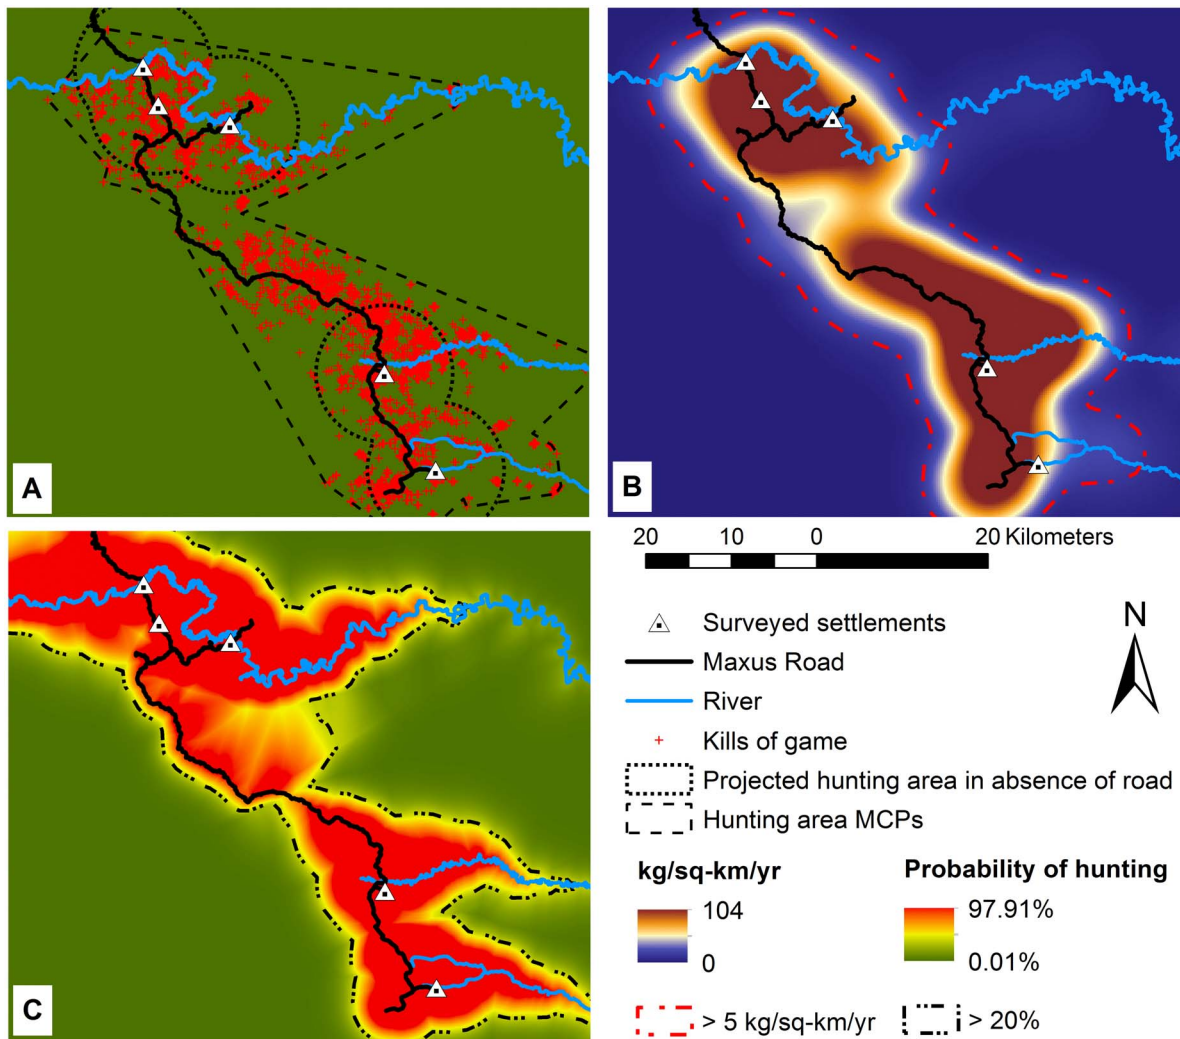 A
B
C
20 10 0 20 Kilometers
Surveyed settlements
Maxus Road
River
Kills of game
Projected hunting area in absence of road
Hunting area MCPs
N
kg/sq-km/yr
104
0
> 5 kg/sq-km/yr
Probability of hunting
97.91%
0.01%
> 20%